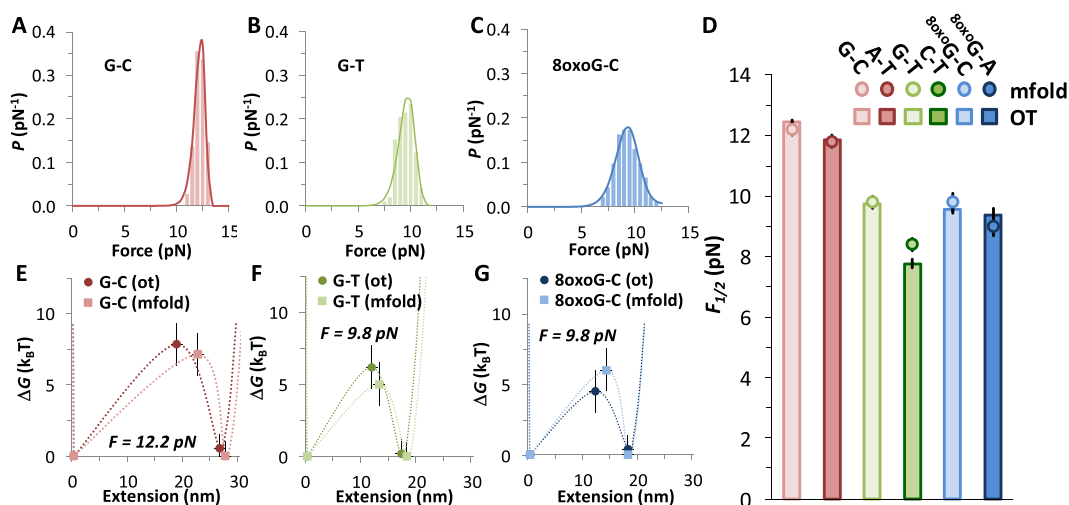 A
B
C
D
0.4
0.3
0.2
0.1
0.0
P (pN-1)
G-C
0
5
10
15
Force (pN)
0.4
0.3
0.2
0.1
0.0
P (pN-1)
G-T
0
5
10
15
Force (pN)
0.4
0.3
0.2
0.1
0.0
P (pN-1)
8oxoG-C
0
5
10
15
Force (pN)
E
G-C (ot)
G-C (mfold)
10
5
0
ΔG (kBT)
F = 12.2 pN
0
10
20
30
Extension (nm)
F
G-T (ot)
G-T (mfold)
F = 9.8 pN
10
5
0
ΔG (kBT)
0
10
20
30
Extension (nm)
G
8oxoG-C (ot)
8oxoG-C (mfold)
F = 9.8 pN
10
5
0
ΔG (kBT)
0
10
20
30
Extension (nm)
G-C
A-T
G-T
C-T
8oxoG-C
8oxoG-A
mfold
OT
14
12
10
8
6
4
2
0
F1/2 (pN)